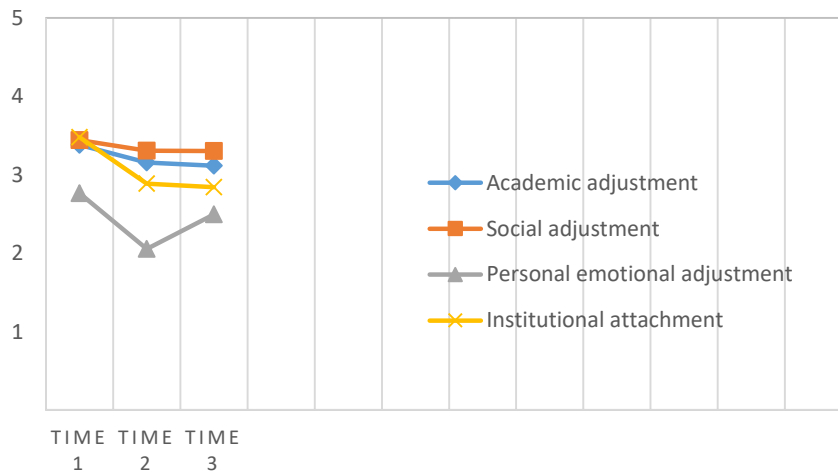 5
4
3
2
1
Academic adjustment
Social adjustment
Personal emotional adjustment
Institutional attachment
TIME TIME TIME
1 2 3